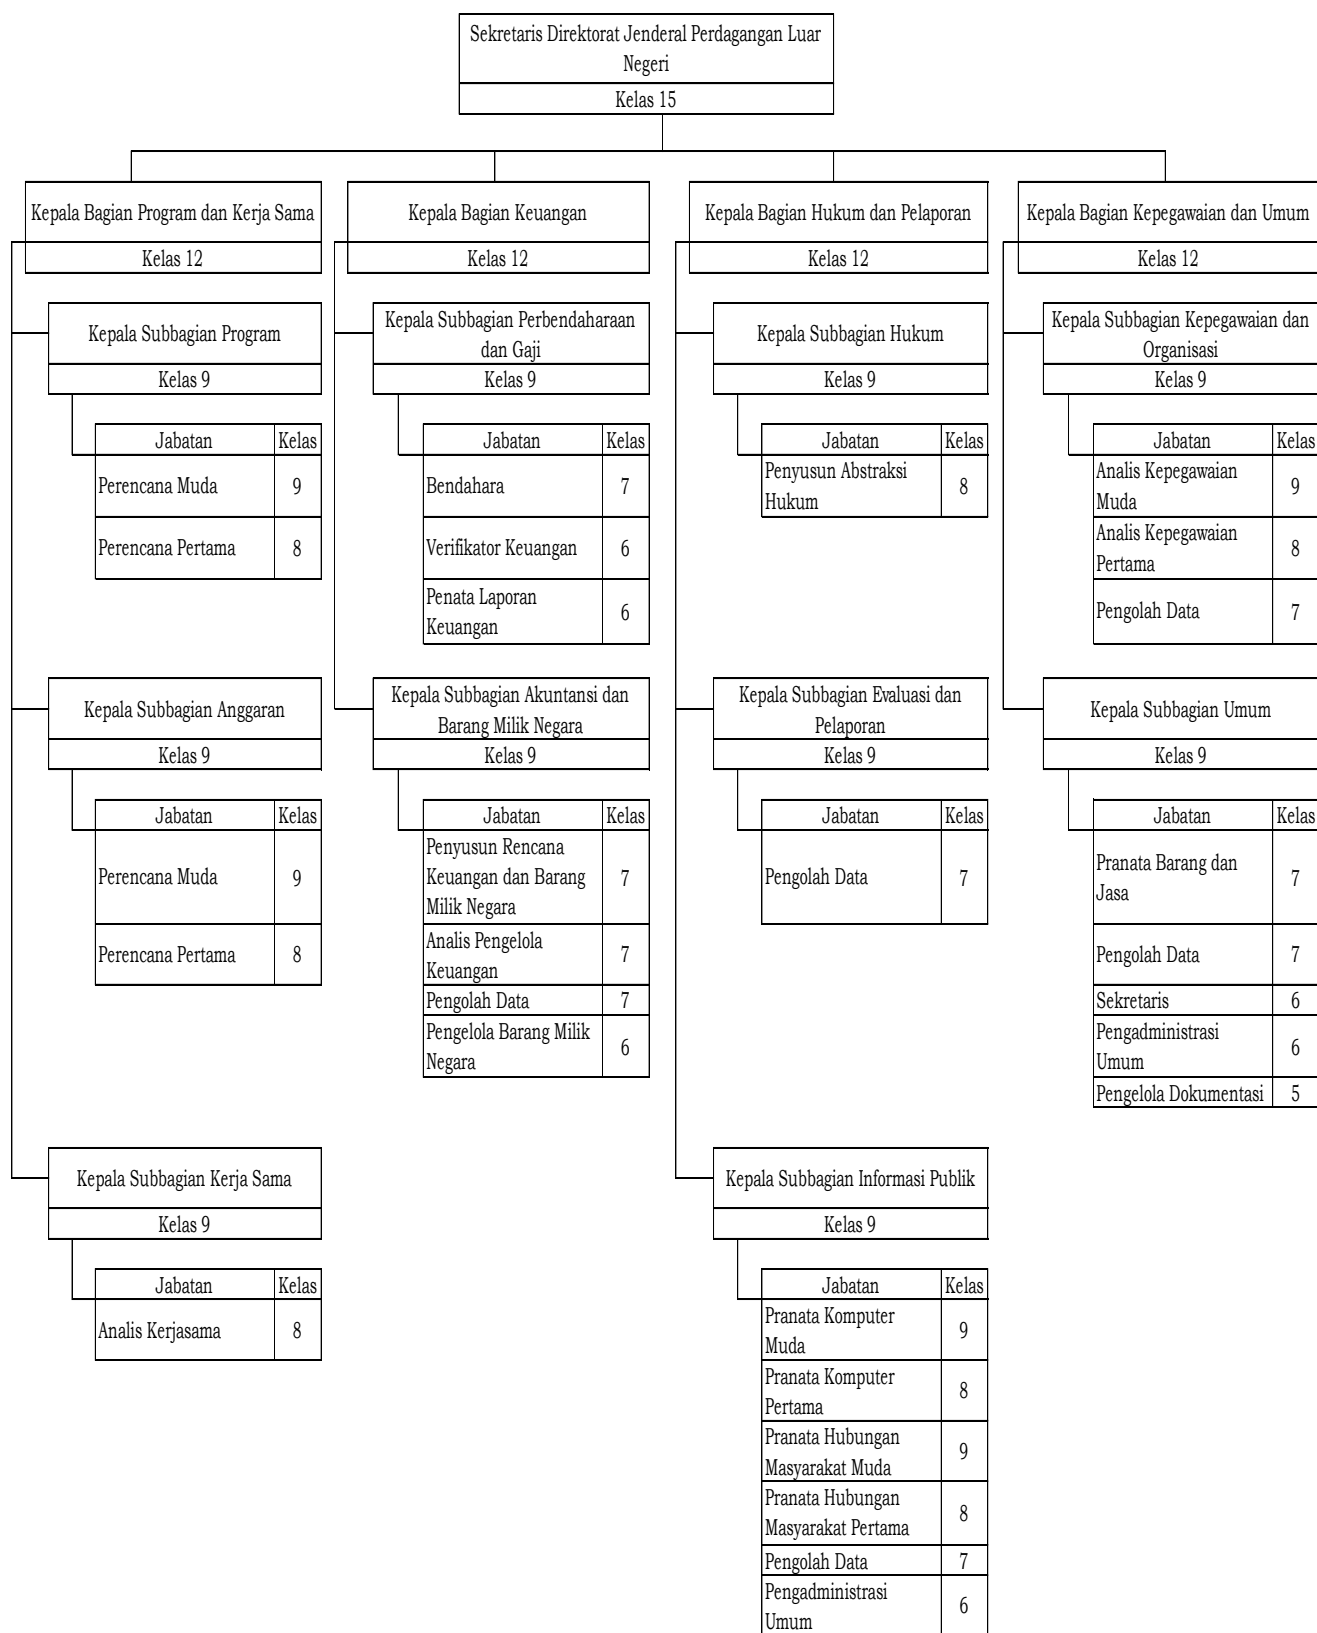 Sekretaris Direktorat Jenderal Perdagangan Luar
Negeri
Kelas 15
Kepala Bagian Program dan Kerja Sama
Kelas 12
Kepala Subbagian Program
Kelas 9
Jabatan Kelas
Perencana Muda 9
Perencana Pertama 8
Kepala Subbagian Anggaran
Kelas 9
Jabatan Kelas
Perencana Muda 9
Perencana Pertama 8
Kepala Subbagian Kerja Sama
Kelas 9
Jabatan Kelas
Analis Kerjasama 8
Kepala Bagian Keuangan
Kelas 12
Kepala Subbagian Perbendaharaan
dan Gaji
Kelas 9
Jabatan Kelas
Bendahara 7
Verifikator Keuangan 6
Penata Laporan
Keuangan 6
Kepala Subbagian Akuntansi dan
Barang Milik Negara
Kelas 9
Jabatan Kelas
Penyusun Rencana
Keuangan dan Barang 7
Milik Negara
Analis Pengelola
Keuangan 7
Pengolah Data 7
Pengelola Barang Milik
Negara 6
Kepala Bagian Hukum dan Pelaporan
Kelas 12
Kepala Subbagian Hukum
Kelas 9
Jabatan Kelas
Penyusun Abstraksi
Hukum 8
Kepala Subbagian Evaluasi dan
Pelaporan
Kelas 9
Jabatan Kelas
Pengolah Data 7
Kepala Subbagian Informasi Publik
Kelas 9
Jabatan Kelas
Pranata Komputer
Muda 9
Pranata Komputer
Pertama 8
Pranata Hubungan
Masyarakat Muda 9
Pranata Hubungan
Masyarakat Pertama 8
Pengolah Data 7
Pengadministrasi
Umum 6
Kepala Bagian Kepegawaian dan Umum
Kelas 12
Kepala Subbagian Kepegawaian dan
Organisasi
Kelas 9
Jabatan Kelas
Analis Kepegawaian
Muda 9
Analis Kepegawaian
Pertama 8
Pengolah Data 7
Kepala Subbagian Umum
Kelas 9
Jabatan Kelas
Pranata Barang dan
Jasa 7
Pengolah Data 7
Sekretaris 6
Pengadministrasi
Umum 6
Pengelola Dokumentasi 5